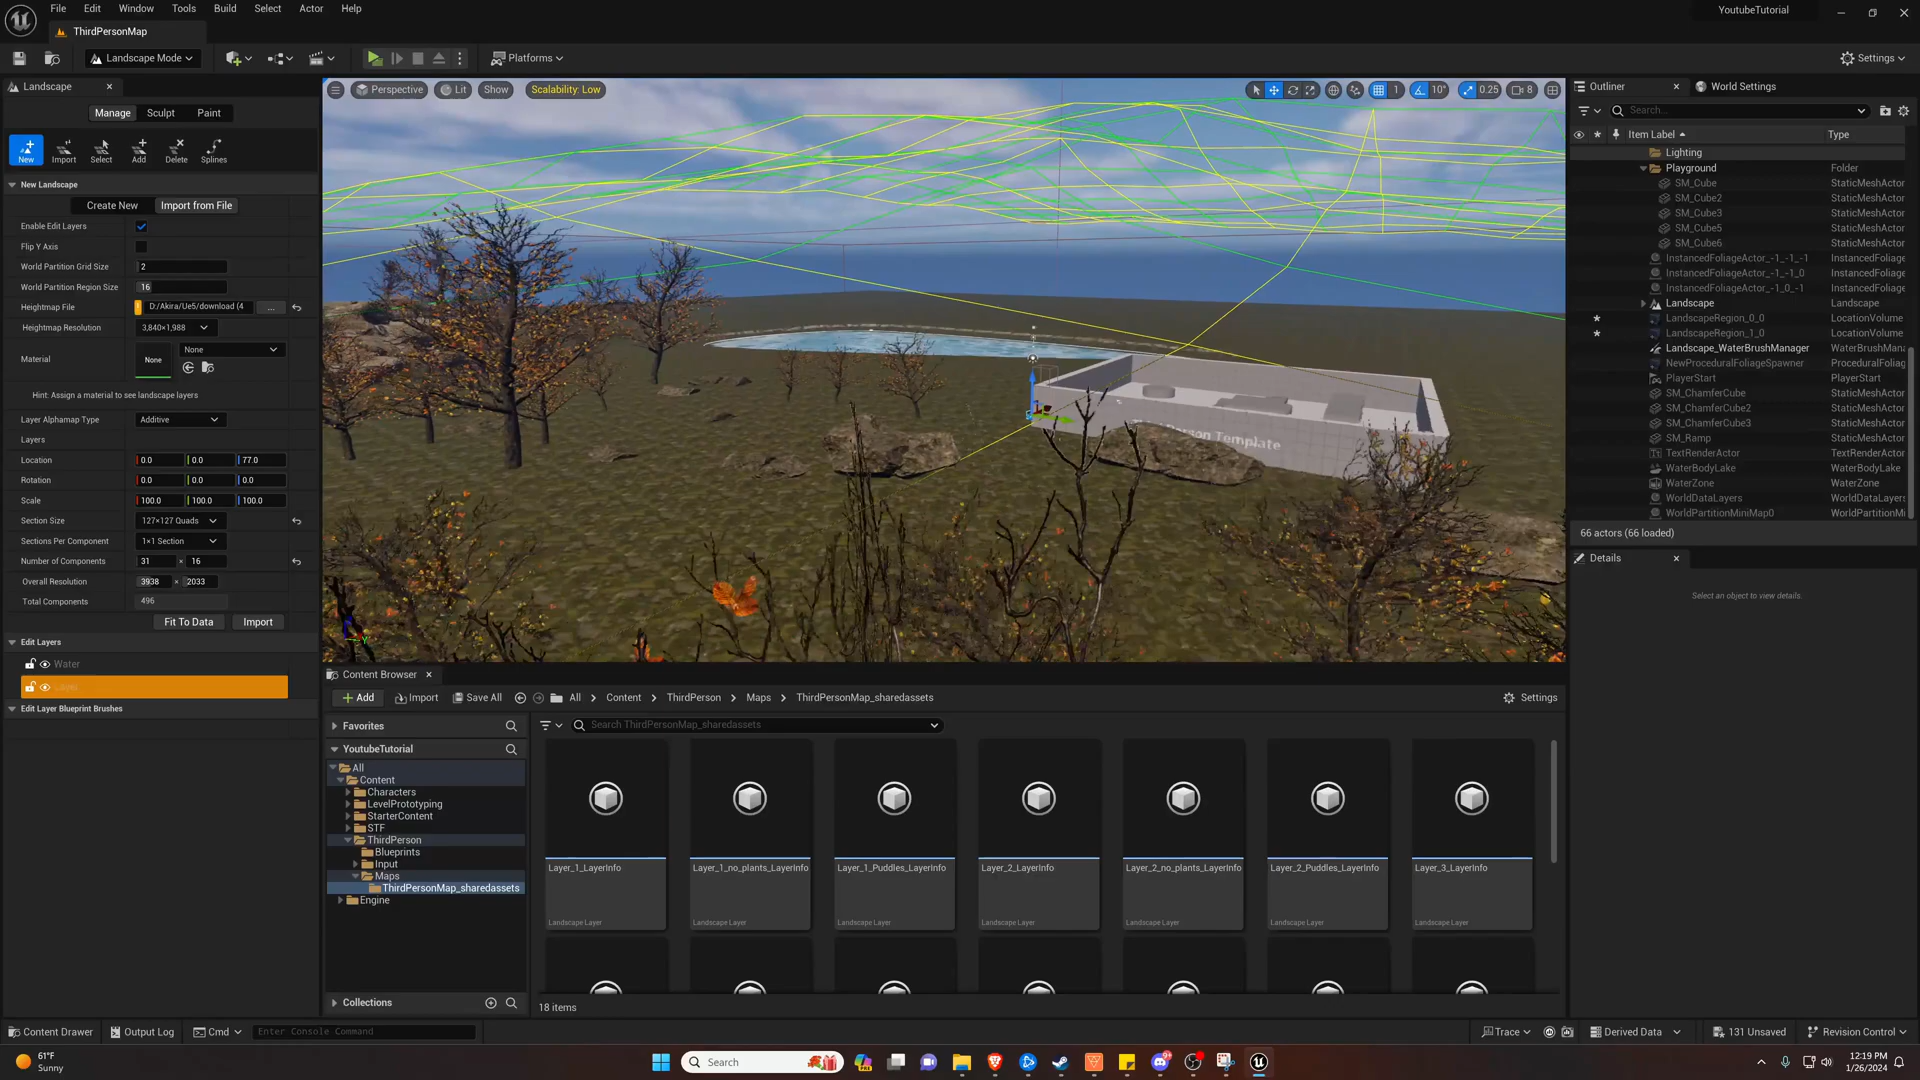 File Edit Window Tools Build Select Actor Help
YoutubeTutorial
ThirdPersonMap
Landscape Mode
Platforms
Settings
Landscape
Manage Sculpt Paint
New Import Select Add Delete Splines
New Landscape
Create New Import from File
Enable Edit Layers
Flip Y Axis
World Partition Grid Size 2
World Partition Region Size 16
Heightmap File D:/Akira/Ue5/download (4 ...
Heightmap Resolution 3,840×1,988
Material None None
Hint: Assign a material to see landscape layers
Layer Alphamap Type Additive
Layers
Location 0.0 0.0 77.0
Rotation 0.0 0.0 0.0
Scale 100.0 100.0 100.0
Section Size 127×127 Quads
Sections Per Component 1×1 Section
Number of Components 31 × 16
Overall Resolution 3938 × 2033
Total Components 496
Fit To Data Import
Edit Layers
Water
Edit Layer Blueprint Brushes
Perspective Lit Show Scalability: Low
1 10° 0.25 8
Person Template
Outliner World Settings
Search...
Item Label Type
Lighting
Playground Folder
SM_Cube StaticMeshActor
SM_Cube2 StaticMeshActor
SM_Cube3 StaticMeshActor
SM_Cube5 StaticMeshActor
SM_Cube6 StaticMeshActor
InstancedFoliageActor_-1_-1_-1 InstancedFoliage
InstancedFoliageActor_-1_-1_0 InstancedFoliage
InstancedFoliageActor_-1_0_-1 InstancedFoliage
Landscape Landscape
LandscapeRegion_0_0 LocationVolume
LandscapeRegion_1_0 LocationVolume
Landscape_WaterBrushManager WaterBrushMana
NewProceduralFoliageSpawner ProceduralFoliag
PlayerStart PlayerStart
SM_ChamferCube StaticMeshActor
SM_ChamferCube2 StaticMeshActor
SM_ChamferCube3 StaticMeshActor
SM_Ramp StaticMeshActor
TextRenderActor TextRenderActor
WaterBodyLake WaterBodyLake
WaterZone WaterZone
WorldDataLayers WorldDataLayers
WorldPartitionMiniMap0 WorldPartitionMi
66 actors (66 loaded)
Details
Select an object to view details.
Content Browser
Add Import Save All All Content ThirdPerson Maps ThirdPersonMap_sharedassets Settings
Favorites
YoutubeTutorial
All
Content
Characters
LevelPrototyping
StarterContent
STF
ThirdPerson
Blueprints
Input
Maps
ThirdPersonMap_sharedassets
Engine
Collections
Search ThirdPersonMap_sharedassets
Layer_1_LayerInfo Layer_1_no_plants_LayerInfo Layer_1_Puddles_LayerInfo Layer_2_LayerInfo Layer_2_no_plants_LayerInfo Layer_2_Puddles_LayerInfo Layer_3_LayerInfo
Landscape Layer Landscape Layer Landscape Layer Landscape Layer Landscape Layer Landscape Layer Landscape Layer
18 items
Content Drawer Output Log Cmd Enter Console Command
Trace Derived Data 131 Unsaved Revision Control
61°F
Sunny
Search
12:19 PM
1/26/2024